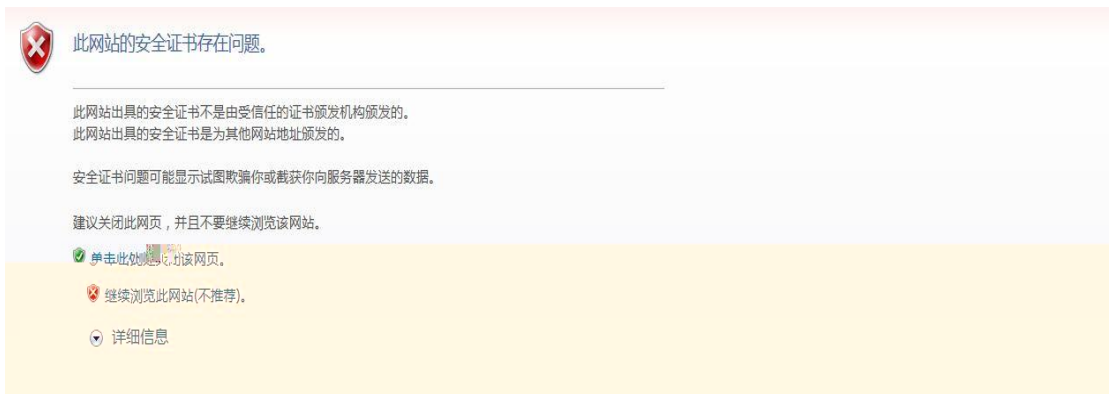 此网站的安全证书存在问题。
此网站出具的安全证书不是由受信任的证书颁发机构颁发的。
此网站出具的安全证书是为其他网站地址颁发的。
安全证书问题可能显示试图欺骗你或截获你向服务器发送的数据。
建议关闭此网页，并且不要继续浏览该网站。
单击此处 该网页。
继续浏览此网站(不推荐)。
详细信息